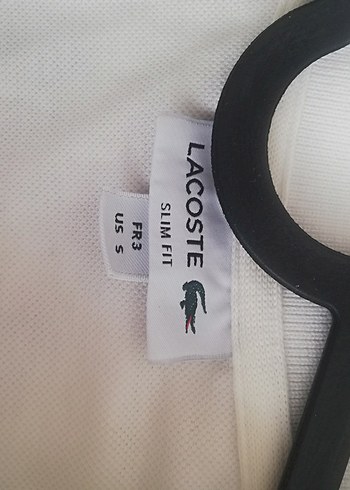 LACOSTE
SLIM FIT
FR 3
US S